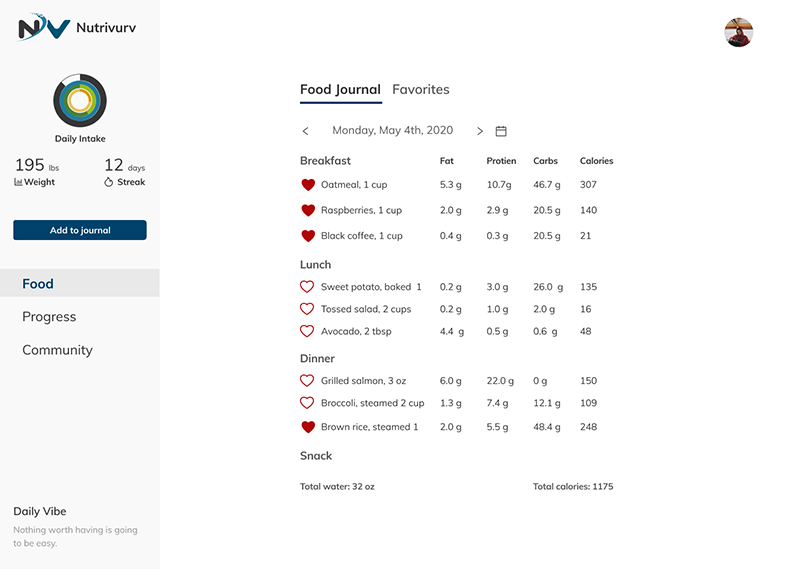 NV Nutrivurv
Daily Intake
195 lbs 12 days
Weight Streak
Add to journal
Food
Progress
Community
Daily Vibe
Nothing worth having is going
to be easy.
Food Journal Favorites
Monday, May 4th, 2020
Breakfast Fat Protien Carbs Calories
Oatmeal, 1 cup 5.3 g 10.7g 46.7 g 307
Raspberries, 1 cup 2.0 g 2.9 g 20.5 g 140
Black coffee, 1 cup 0.4 g 0.3 g 20.5 g 21
Lunch
Sweet potato, baked 1 0.2 g 3.0 g 26.0 g 135
Tossed salad, 2 cups 0.2 g 1.0 g 2.0 g 16
Avocado, 2 tbsp 4.4 g 0.5 g 0.6 g 48
Dinner
Grilled salmon, 3 oz 6.0 g 22.0 g 0 g 150
Broccoli, steamed 2 cup 1.3 g 7.4 g 12.1 g 109
Brown rice, steamed 1 2.0 g 5.5 g 48.4 g 248
Snack
Total water: 32 oz Total calories: 1175